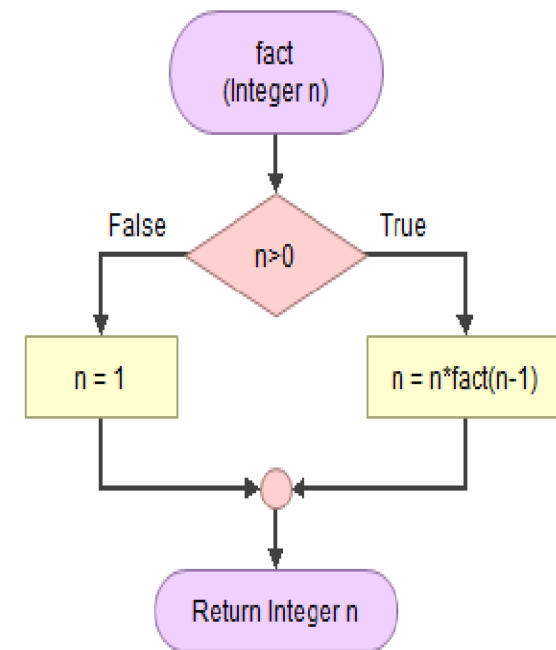 fact
(Integer n)
False
True
n>0
n = 1
n = n*fact(n-1)
Return Integer n